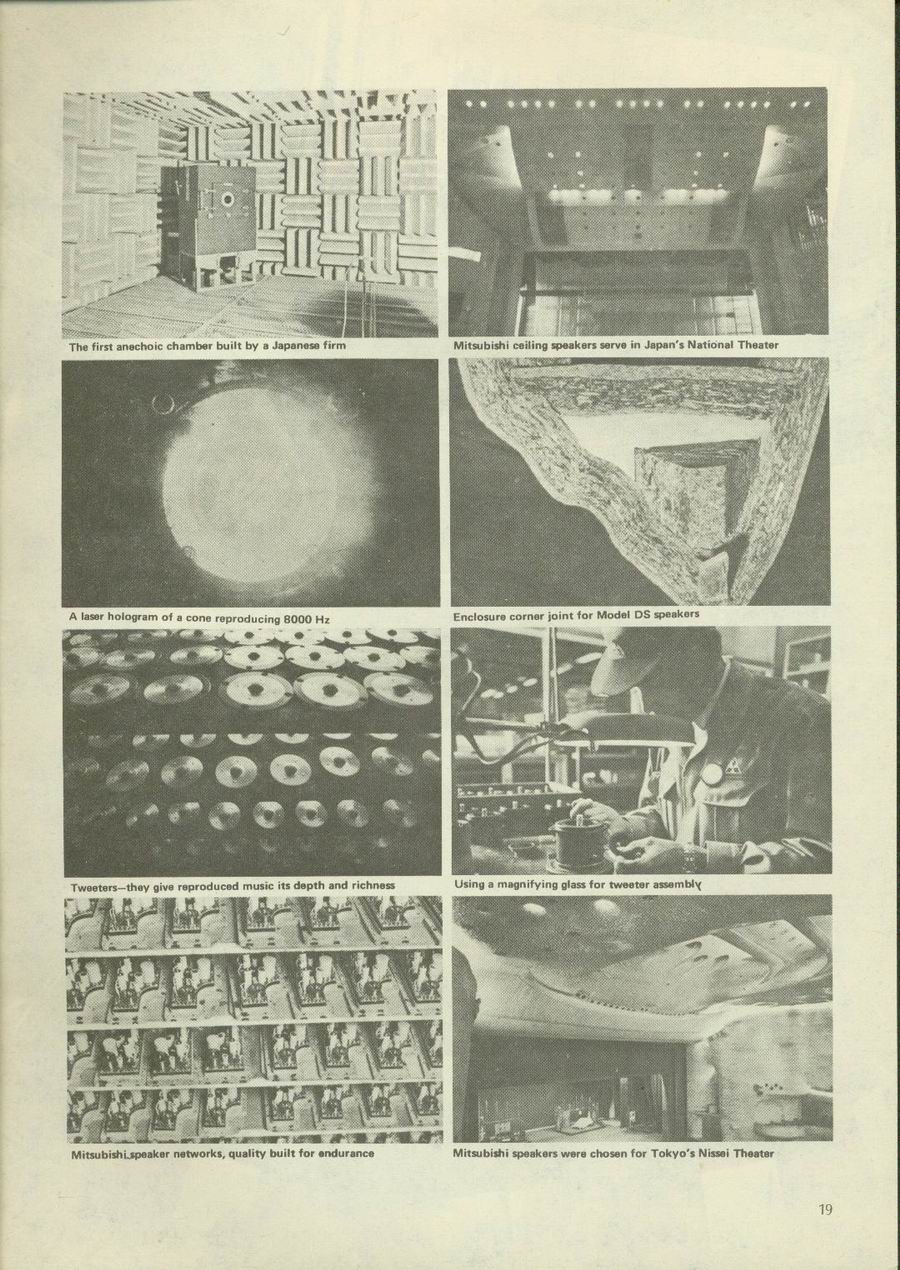 The first anechoic chamber built by a Japanese firm
Mitsubishi ceiling speakers serve in Japan's National Theater
A laser hologram of a cone reproducing 8000 Hz
Enclosure corner joint for Model DS speakers
Tweeters—they give reproduced music its depth and richness
Using a magnifying glass for tweeter assembly
Mitsubishi speaker networks, quality built for endurance
Mitsubishi speakers were chosen for Tokyo's Nissei Theater
19